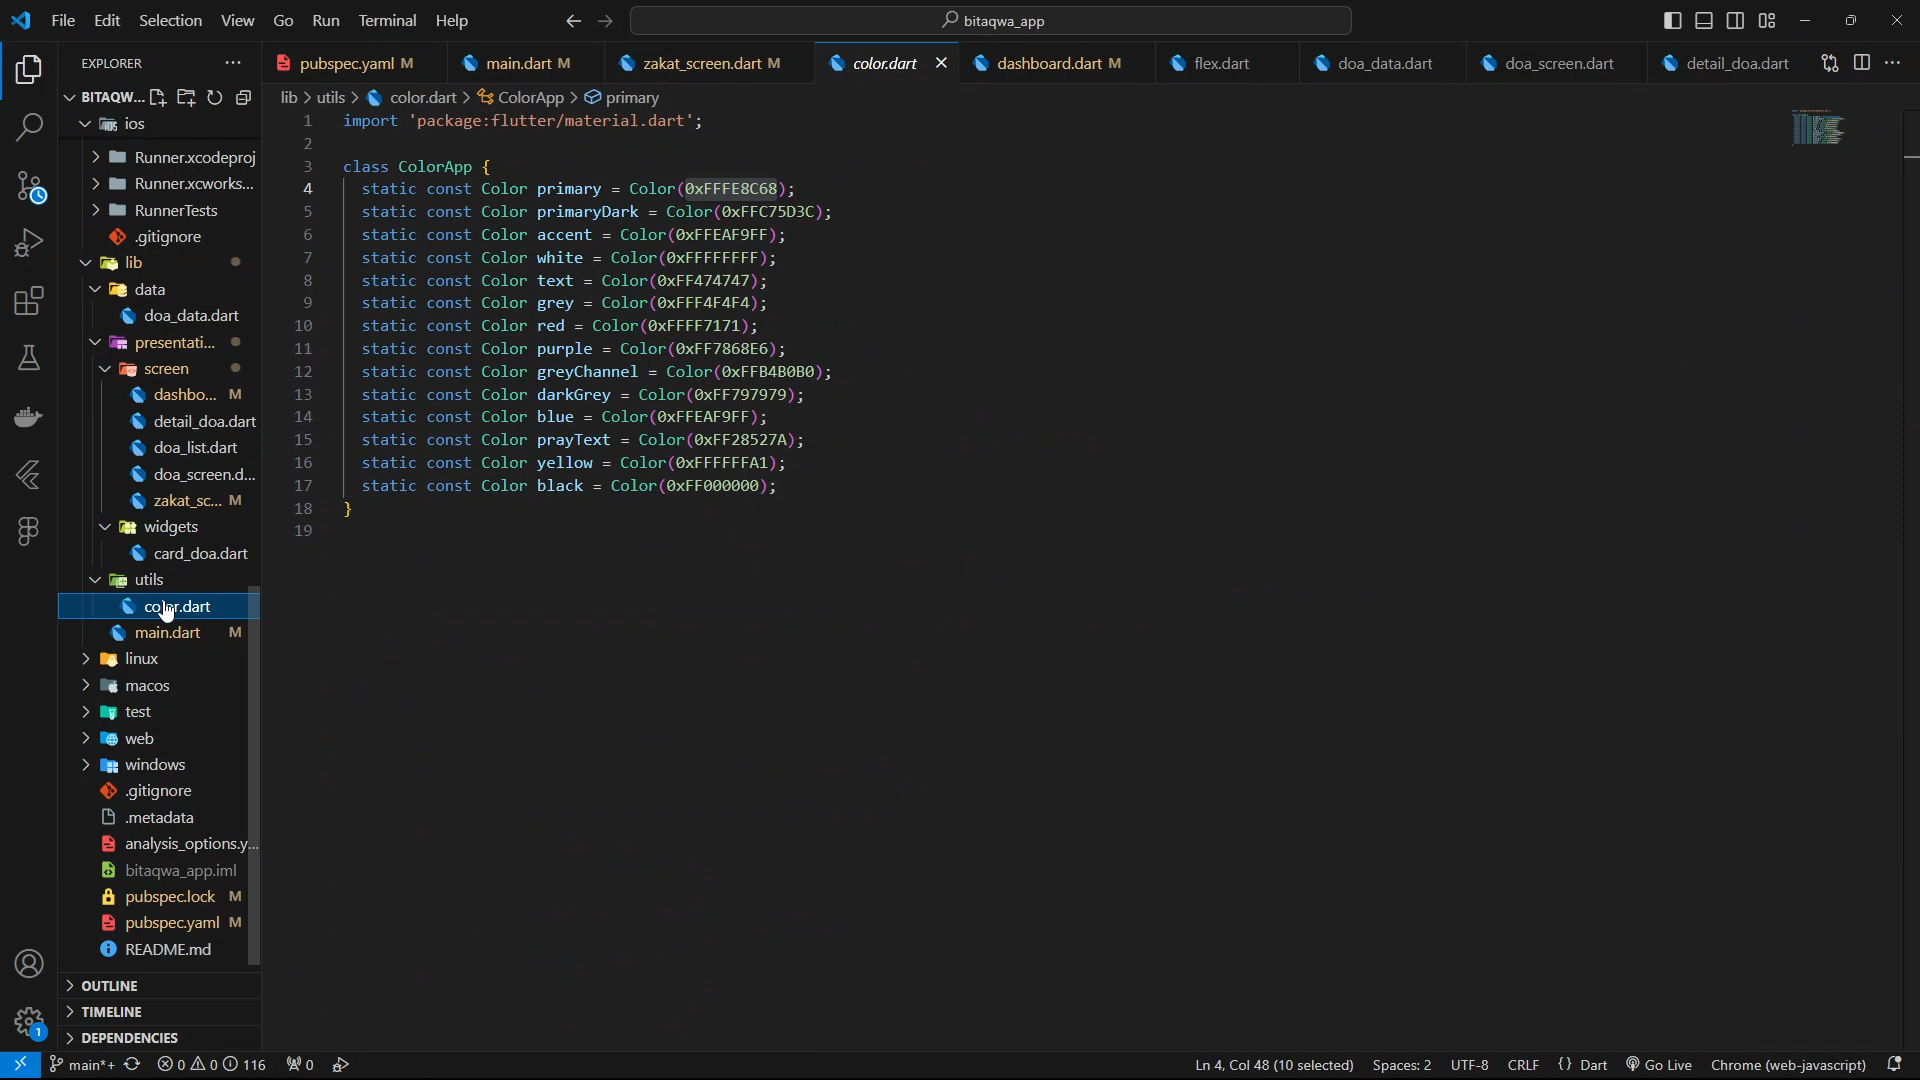 File Edit Selection View Go Run Terminal Help
bitaqwa_app
EXPLORER
pubspec.yaml M
main.dart M
zakat_screen.dart M
color.dart
dashboard.dart M
flex.dart
doa_data.dart
doa_screen.dart
detail_doa.dart
BITAQW...
lib > utils > color.dart > ColorApp > primary
ios
Runner.xcodeproj
Runner.xcworks...
RunnerTests
.gitignore
lib
data
doa_data.dart
presentati...
screen
dashbo... M
detail_doa.dart
doa_list.dart
doa_screen.d...
zakat_sc... M
widgets
card_doa.dart
utils
color.dart
main.dart M
linux
macos
test
web
windows
.gitignore
.metadata
analysis_options.y...
bitaqwa_app.iml
pubspec.lock M
pubspec.yaml M
README.md
OUTLINE
TIMELINE
DEPENDENCIES
1 import 'package:flutter/material.dart';
2
3 class ColorApp {
4 static const Color primary = Color(0xFFFE8C68);
5 static const Color primaryDark = Color(0xFFC75D3C);
6 static const Color accent = Color(0xFFEAF9FF);
7 static const Color white = Color(0xFFFFFFFF);
8 static const Color text = Color(0xFF474747);
9 static const Color grey = Color(0xFFF4F4F4);
10 static const Color red = Color(0xFFFF7171);
11 static const Color purple = Color(0xFF7868E6);
12 static const Color greyChannel = Color(0xFFB4B0B0);
13 static const Color darkGrey = Color(0xFF797979);
14 static const Color blue = Color(0xFFEAF9FF);
15 static const Color prayText = Color(0xFF28527A);
16 static const Color yellow = Color(0xFFFFFFA1);
17 static const Color black = Color(0xFF000000);
18 }
19
1
main*+ 0 0 116 0
Ln 4, Col 48 (10 selected) Spaces: 2 UTF-8 CRLF {} Dart Go Live Chrome (web-javascript)